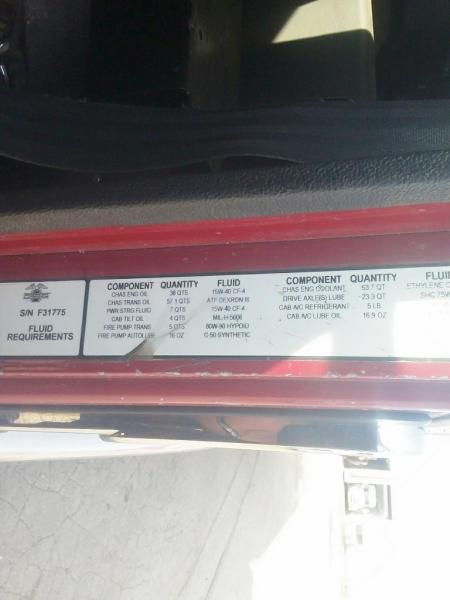 S/N F31775
FLUID
REQUIREMENTS
COMPONENT QUANTITY FLUID
CHAS ENG OIL 38 QTS 15W-40 CF-4
CHAS TRANS OIL 57.1 QTS ATF DEXRON III
PWR STRG FLUID 7 QTS 15W-40 CF-4
CAB TILT OIL 4 QTS MIL-H-5606
FIRE PUMP TRANS 5 QTS 80W-90 HYPOID
FIRE PUMP AUTOLUBE 16 OZ C-50 SYNTHETIC
COMPONENT QUANTITY FLUID
CHAS ENG COOLANT 53.7 QT ETHYLENE
DRIVE AXLE(S) LUBE 23.3 QT SHC 75W
CAB A/C REFRIGERANT 5 LB
CAB A/C LUBE OIL 16.9 OZ